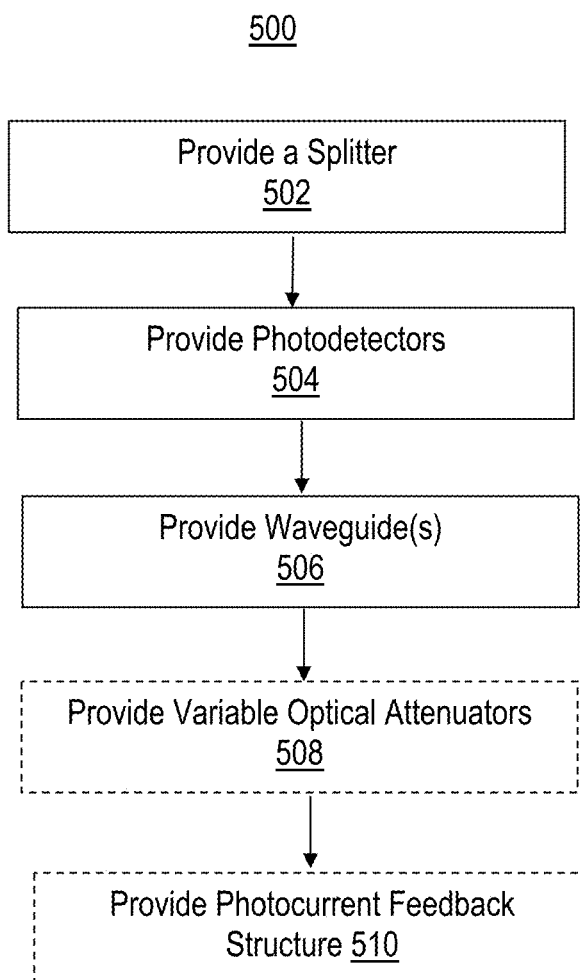 500
Provide a Splitter
502
Provide Photodetectors
504
Provide Waveguide(s)
506
Provide Variable Optical Attenuators
508
Provide Photocurrent Feedback
Structure 510